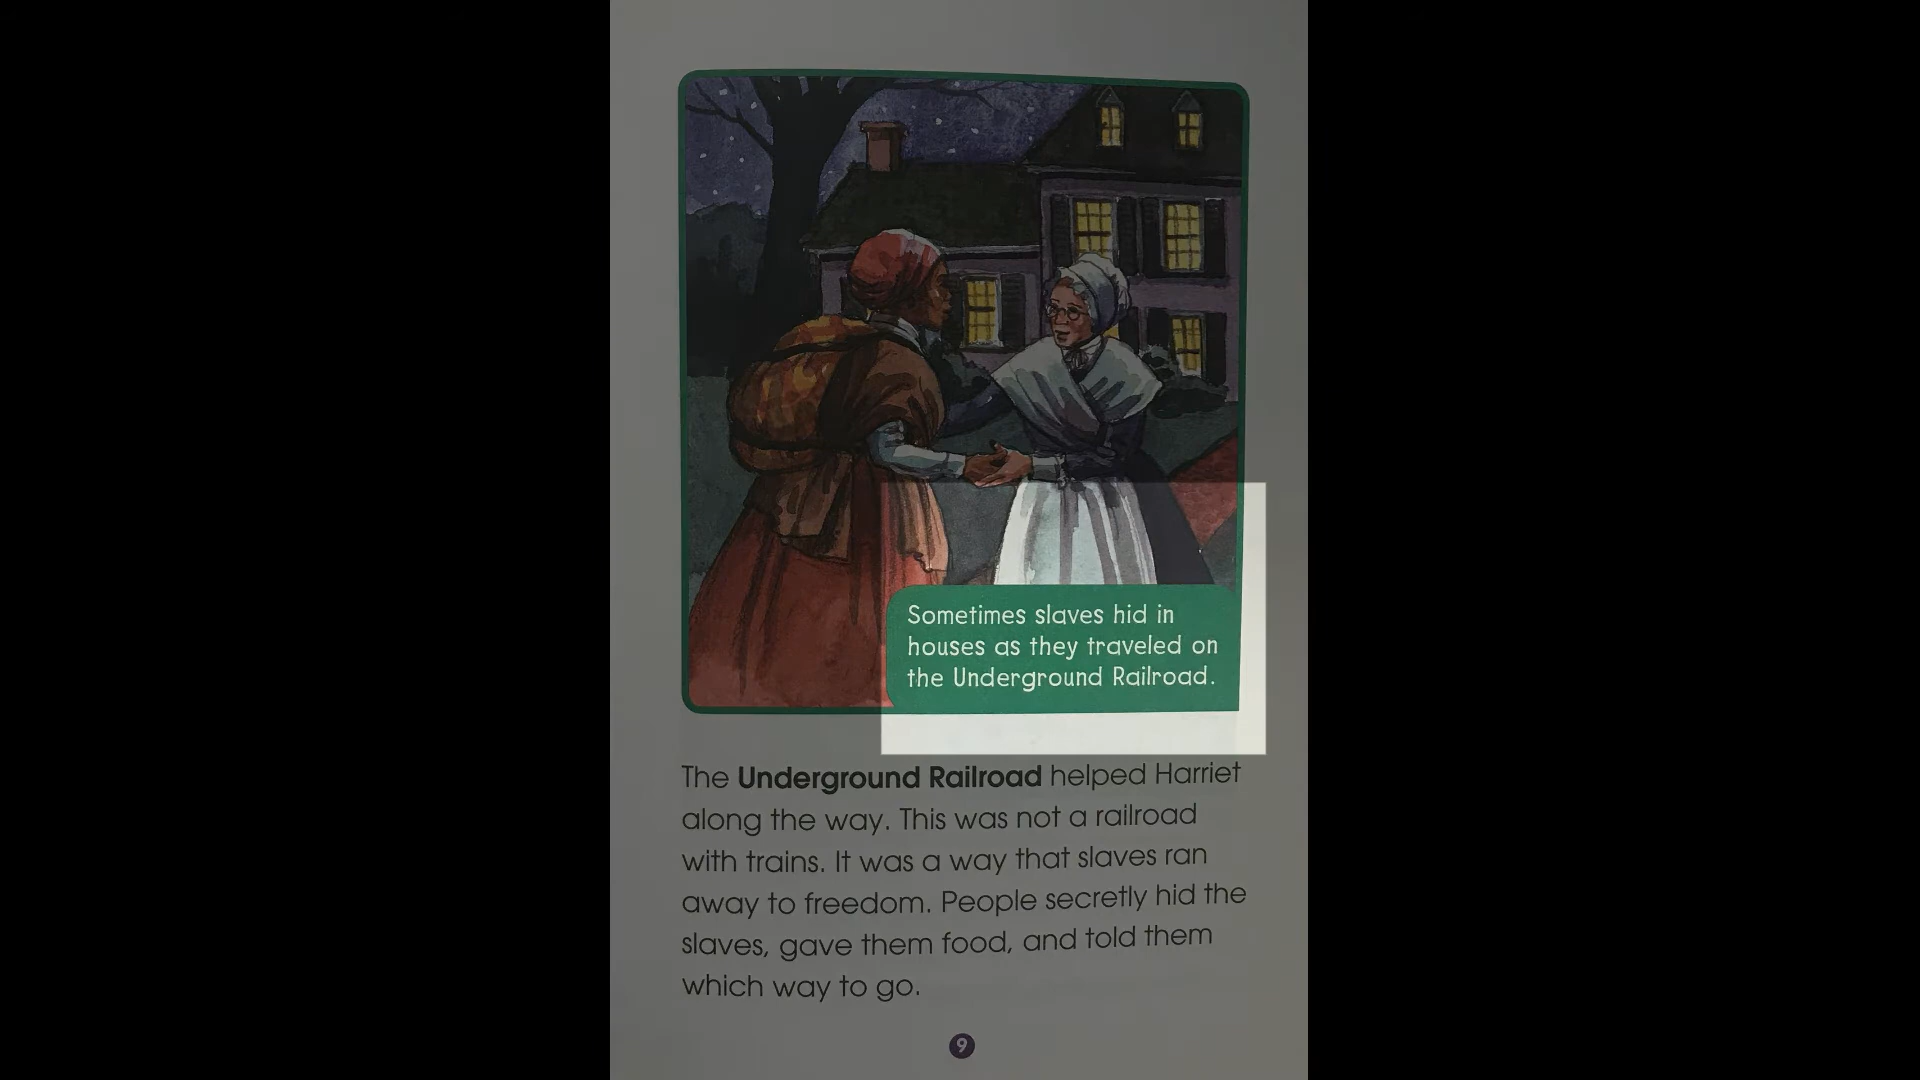 Sometimes slaves hid in
houses as they traveled on
the Underground Railroad.
The Underground Railroad helped Harriet
along the way. This was not a railroad
with trains. It was a way that slaves ran
away to freedom. People secretly hid the
slaves, gave them food, and told them
which way to go.
9